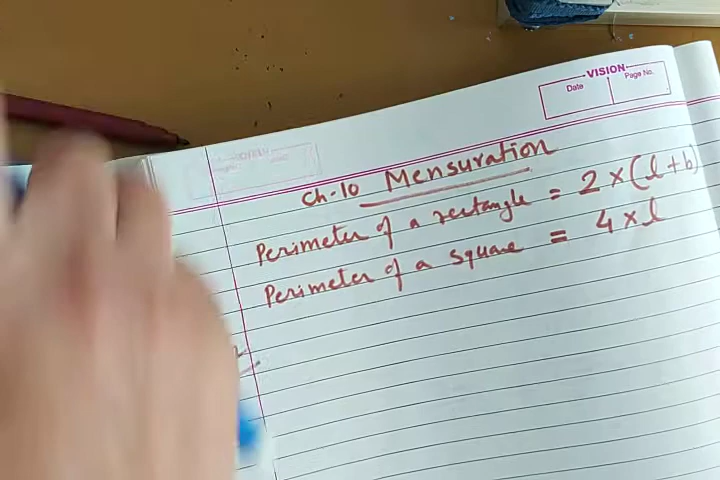 VISION
Date
Page No.
Ch-10 Mensuration
Perimeter of a rectangle = 2 × (l+b)
Perimeter of a square = 4 × l